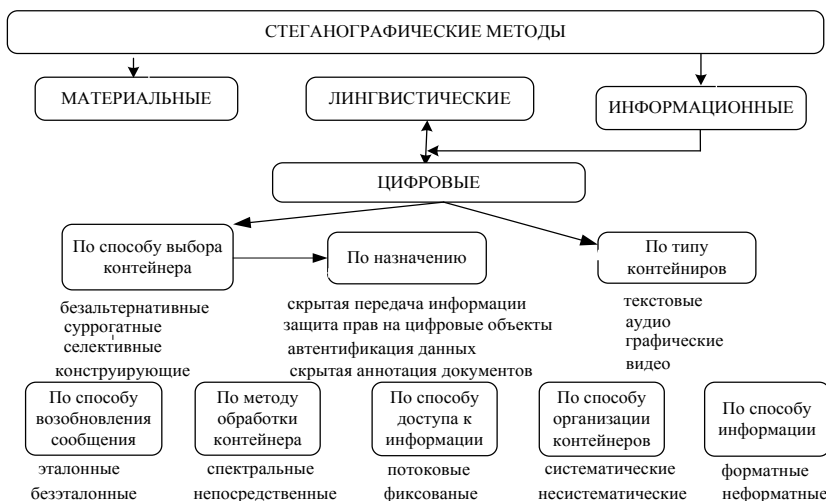 СТЕГАНОГРАФИЧЕСКИЕ МЕТОДЫ
МАТЕРИАЛЬНЫЕ
ЛИНГВИСТИЧЕСКИЕ
ИНФОРМАЦИОННЫЕ
ЦИФРОВЫЕ
По способу выбора
контейнера
По назначению
По типу
контейниров
безальтернативные
суррогатные
селективные
конструирующие
скрытая передача информации
защита прав на цифровые объекты
автентификация данных
скрытая аннотация документов
текстовые
аудио
графические
видео
По способу
возобновления
сообщения
По методу
обработки
контейнера
По способу
доступа к
информации
По способу
организации
контейнеров
По способу
информации
эталонные
безэталонные
спектральные
непосредственные
потоковые
фиксованые
систематические
несистематические
форматные
неформатные